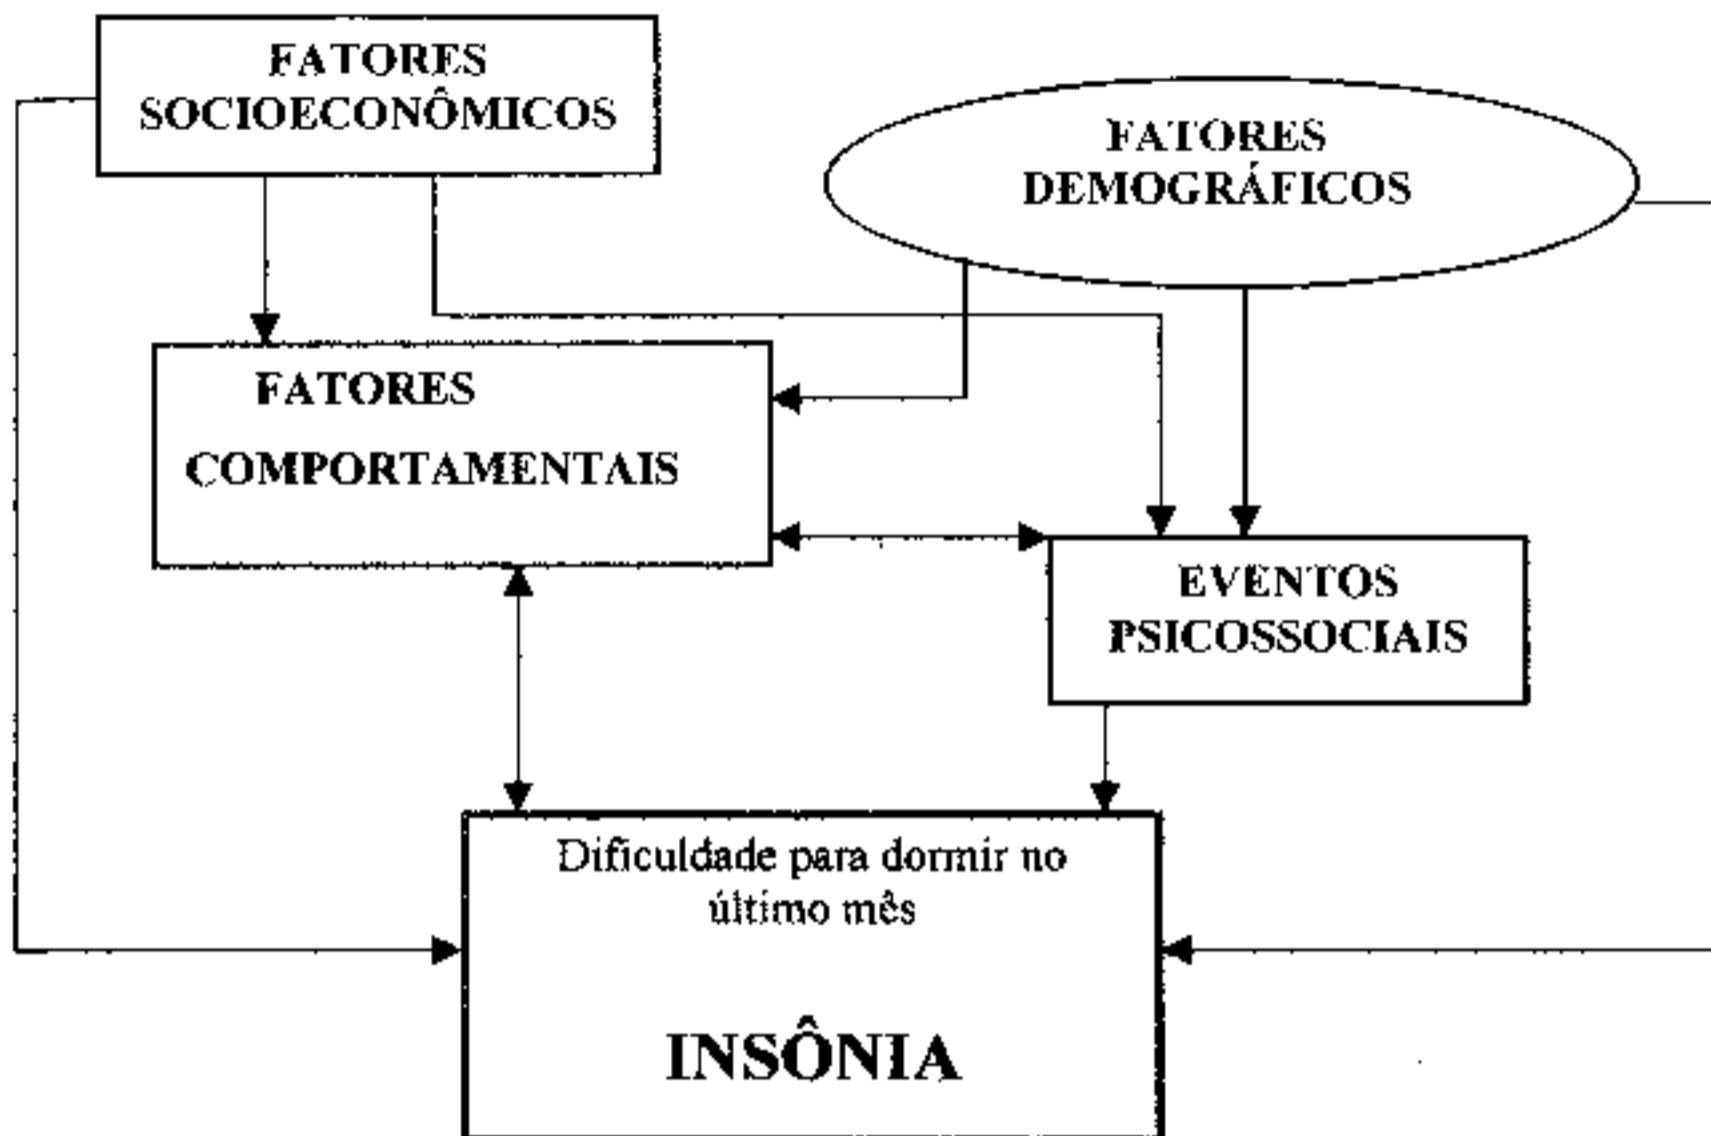 FATORES
SOCIOECONÔMICOS
FATORES
DEMOGRÁFICOS
FATORES
COMPORTAMENTAIS
EVENTOS
PSICOSSOCIAIS
Dificuldade para dormir no
último mês
INSÔNIA